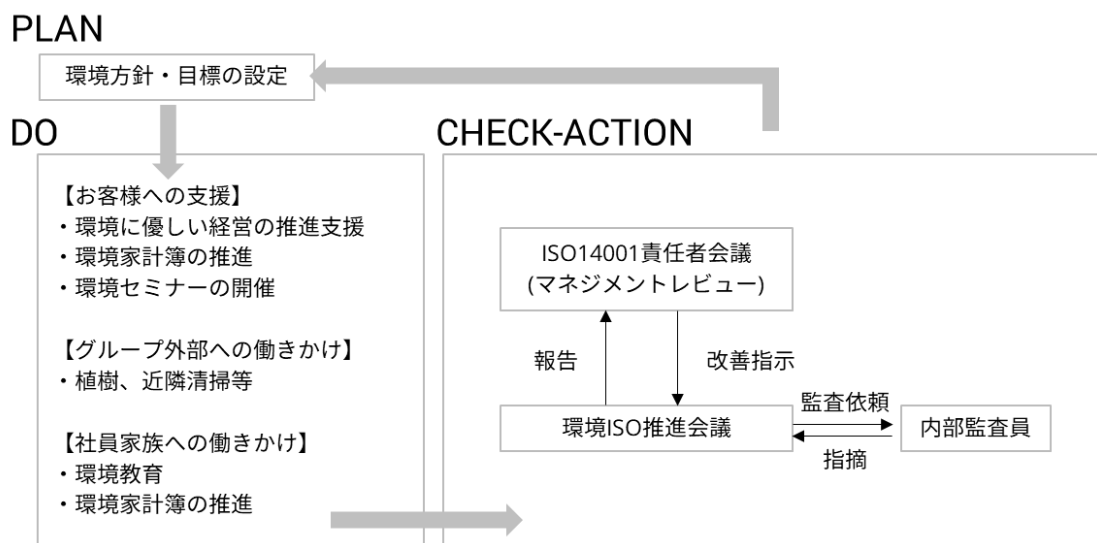 PLAN
環境方針・目標の設定
DO
【お客様への支援】
・環境に優しい経営の推進支援
・環境家計簿の推進
・環境セミナーの開催
【グループ外部への働きかけ】
・植樹、近隣清掃等
【社員家族への働きかけ】
・環境教育
・環境家計簿の推進
CHECK-ACTION
ISO14001責任者会議
(マネジメントレビュー)
報告
改善指示
環境ISO推進会議
監査依頼
指摘
内部監査員